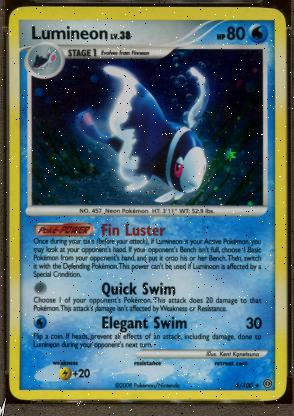 Lumineon LV.38 HP 80
STAGE 1 Evolves from Finneon
NO. 457 Neon Pokémon HT: 3'11" WT: 52.9 lbs.
Poké-POWER Fin Luster
Once during your turn (before your attack), if Lumineon is your Active Pokémon, you
may look at your opponent's hand. If your opponent's Bench isn't full, choose 1 Basic
Pokémon from your opponent's hand, and put it onto his or her Bench. Then, switch
it with the Defending Pokémon. This power can't be used if Lumineon is affected by a
Special Condition.
Quick Swim
Choose 1 of your opponent's Pokémon. This attack does 20 damage to that
Pokémon. This attack's damage isn't affected by Weakness or Resistance.
Elegant Swim 30
Flip a coin. If heads, prevent all effects of an attack, including damage, done to
Lumineon during your opponent's next turn.
Illus. Kent Kanetsuna
weakness resistance retreat cost
+20
©2008 Pokémon/Nintendo